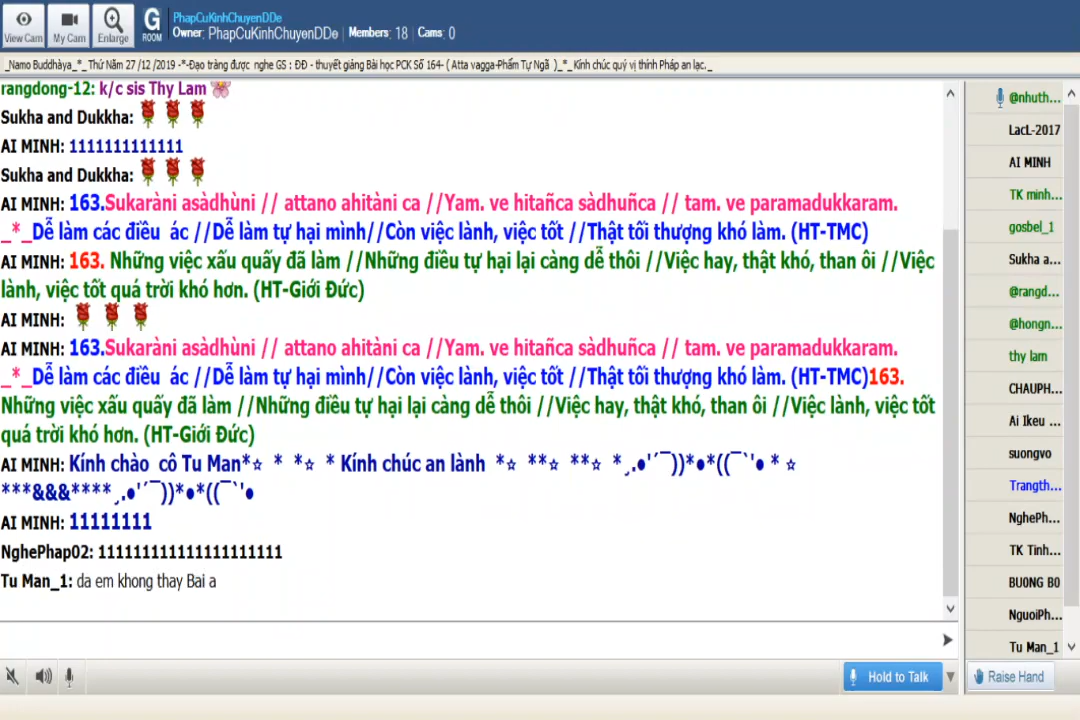 View Cam
My Cam
Enlarge
G
ROOM
PhapCuKinhChuyenDDe
Owner: PhapCuKinhChuyenDDe | Members: 18 | Cams: 0
_Namo Buddhàya_*_ Thứ Năm 27 /12 /2019 -*-Đạo tràng được nghe GS : ĐĐ - thuyết giảng Bài học PCK Số 164- ( Atta vagga-Phẩm Tự Ngã )_*_Kính chúc quý vị thính Pháp an lạc._
rangdong-12: k/c sis Thy Lam
Sukha and Dukkha:
AI MINH: 1111111111111
Sukha and Dukkha:
AI MINH: 163.Sukaràni asàdhùni // attano ahitàni ca //Yam. ve hitañca sàdhuñca // tam. ve paramadukkaram.
_*_Dễ làm các điều ác //Dễ làm tự hại mình//Còn việc lành, việc tốt //Thật tối thượng khó làm. (HT-TMC)
AI MINH: 163. Những việc xấu quấy đã làm //Những điều tự hại lại càng dễ thôi //Việc hay, thật khó, than ôi //Việc
lành, việc tốt quá trời khó hơn. (HT-Giới Đức)
AI MINH:
AI MINH: 163.Sukaràni asàdhùni // attano ahitàni ca //Yam. ve hitañca sàdhuñca // tam. ve paramadukkaram.
_*_Dễ làm các điều ác //Dễ làm tự hại mình//Còn việc lành, việc tốt //Thật tối thượng khó làm. (HT-TMC)163.
Những việc xấu quấy đã làm //Những điều tự hại lại càng dễ thôi //Việc hay, thật khó, than ôi //Việc lành, việc tốt
quá trời khó hơn. (HT-Giới Đức)
AI MINH: Kính chào cô Tu Man*☆ * *☆ * Kính chúc an lành *☆ **☆ **☆ *¸.●'´¯))*●*((¯`'● * ☆
***&&&****¸.●'´¯))*●*((¯`'●
AI MINH: 11111111
NghePhap02: 111111111111111111111
Tu Man_1: da em khong thay Bai a
@nhuth...
LacL-2017
AI MINH
TK minh...
gosbel_1
Sukha a...
@rangd...
@hongn...
thy lam
CHAUPH...
Ai Ikeu ...
suongvo
Trangth...
NghePh...
TK Tinh...
BUONG BO
NguoiPh...
Tu Man_1
Hold to Talk
Raise Hand